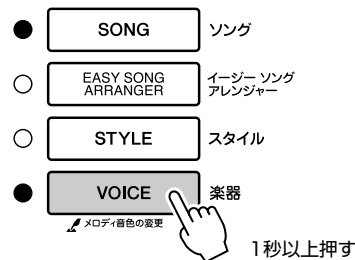 SONG ソング
EASY SONG ARRANGER イージー ソング アレンジャー
STYLE スタイル
VOICE 楽器
メロディ音色の変更
1秒以上押す